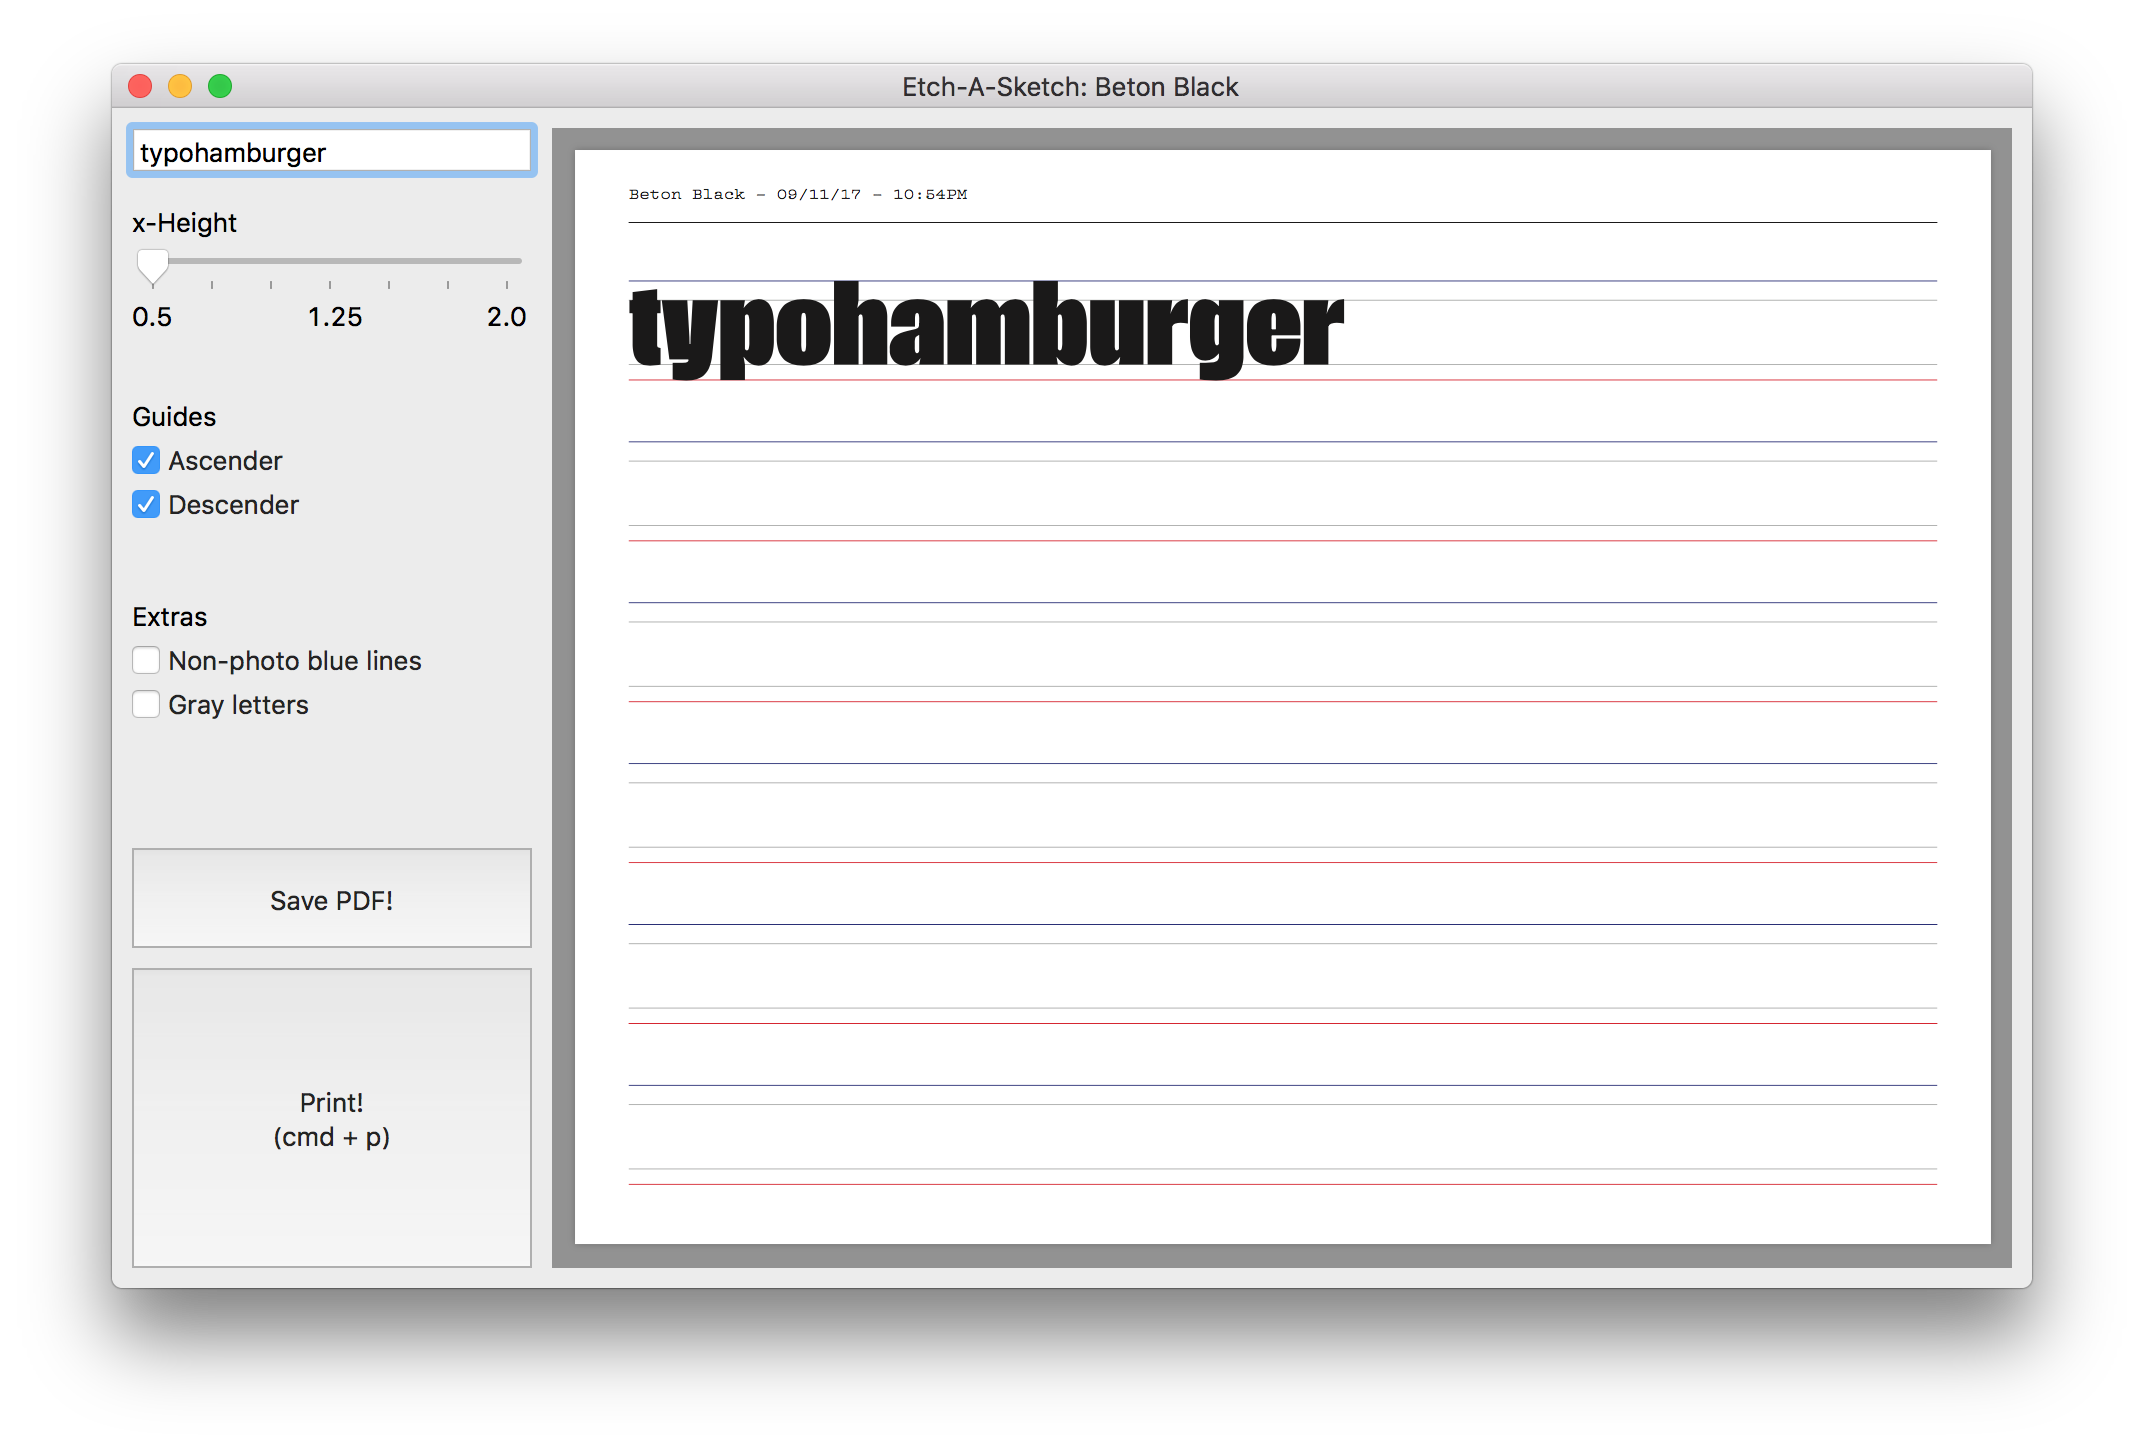 Etch-A-Sketch: Beton Black
typohamburger
x-Height
0.5 1.25 2.0
Guides
Ascender
Descender
Extras
Non-photo blue lines
Gray letters
Save PDF!
Print!
(cmd + p)
Beton Black - 09/11/17 - 10:54PM
typohamburger